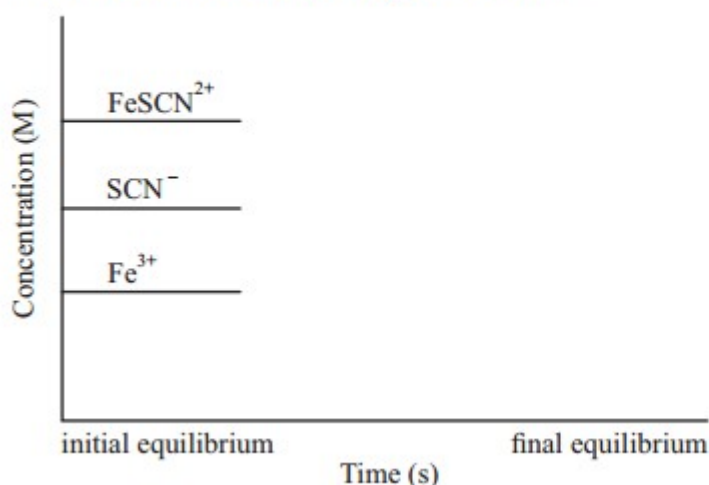 Concentration (M)
FeSCN²⁺
SCN⁻
Fe³⁺
initial equilibrium
final equilibrium
Time (s)